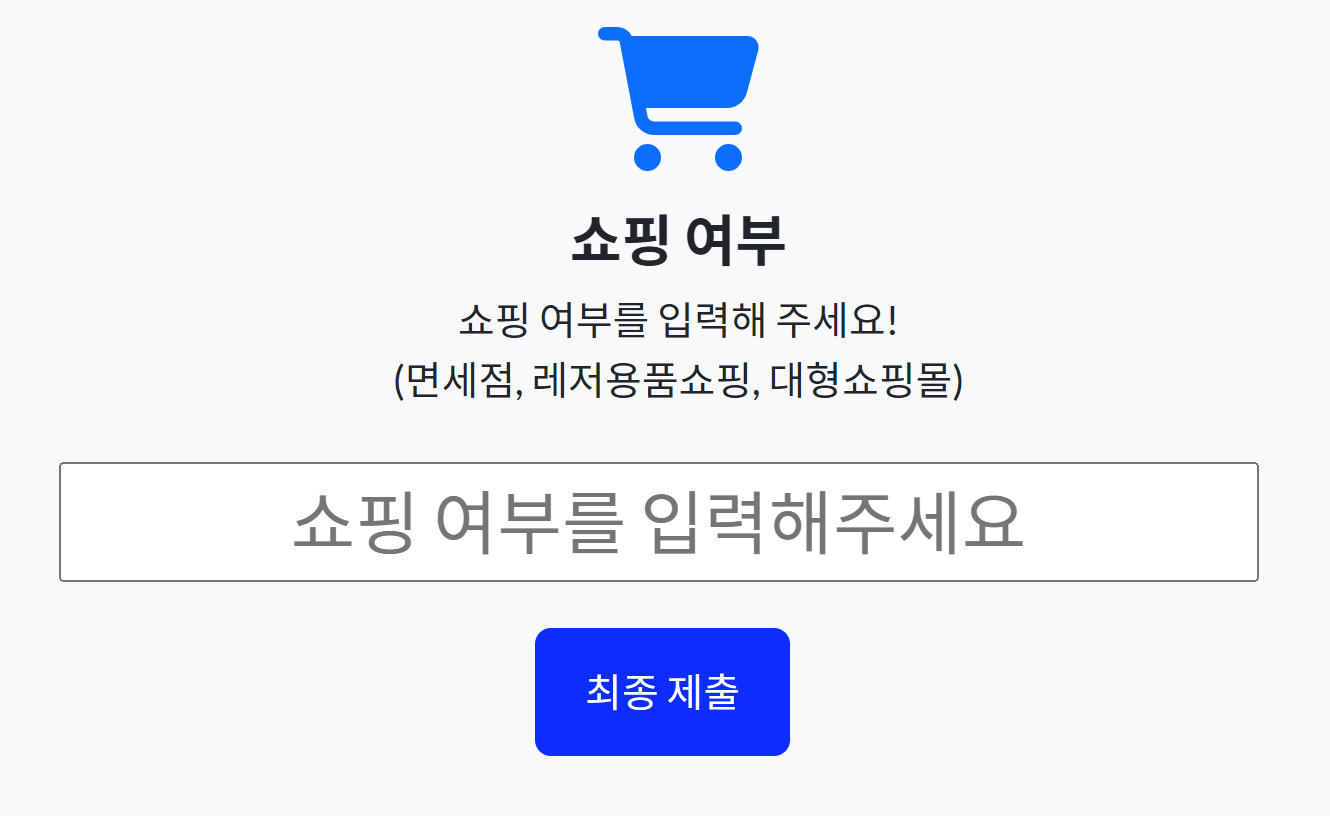 쇼핑 여부
쇼핑 여부를 입력해 주세요!
(면세점, 레저용품쇼핑, 대형쇼핑몰)
쇼핑 여부를 입력해주세요
최종 제출